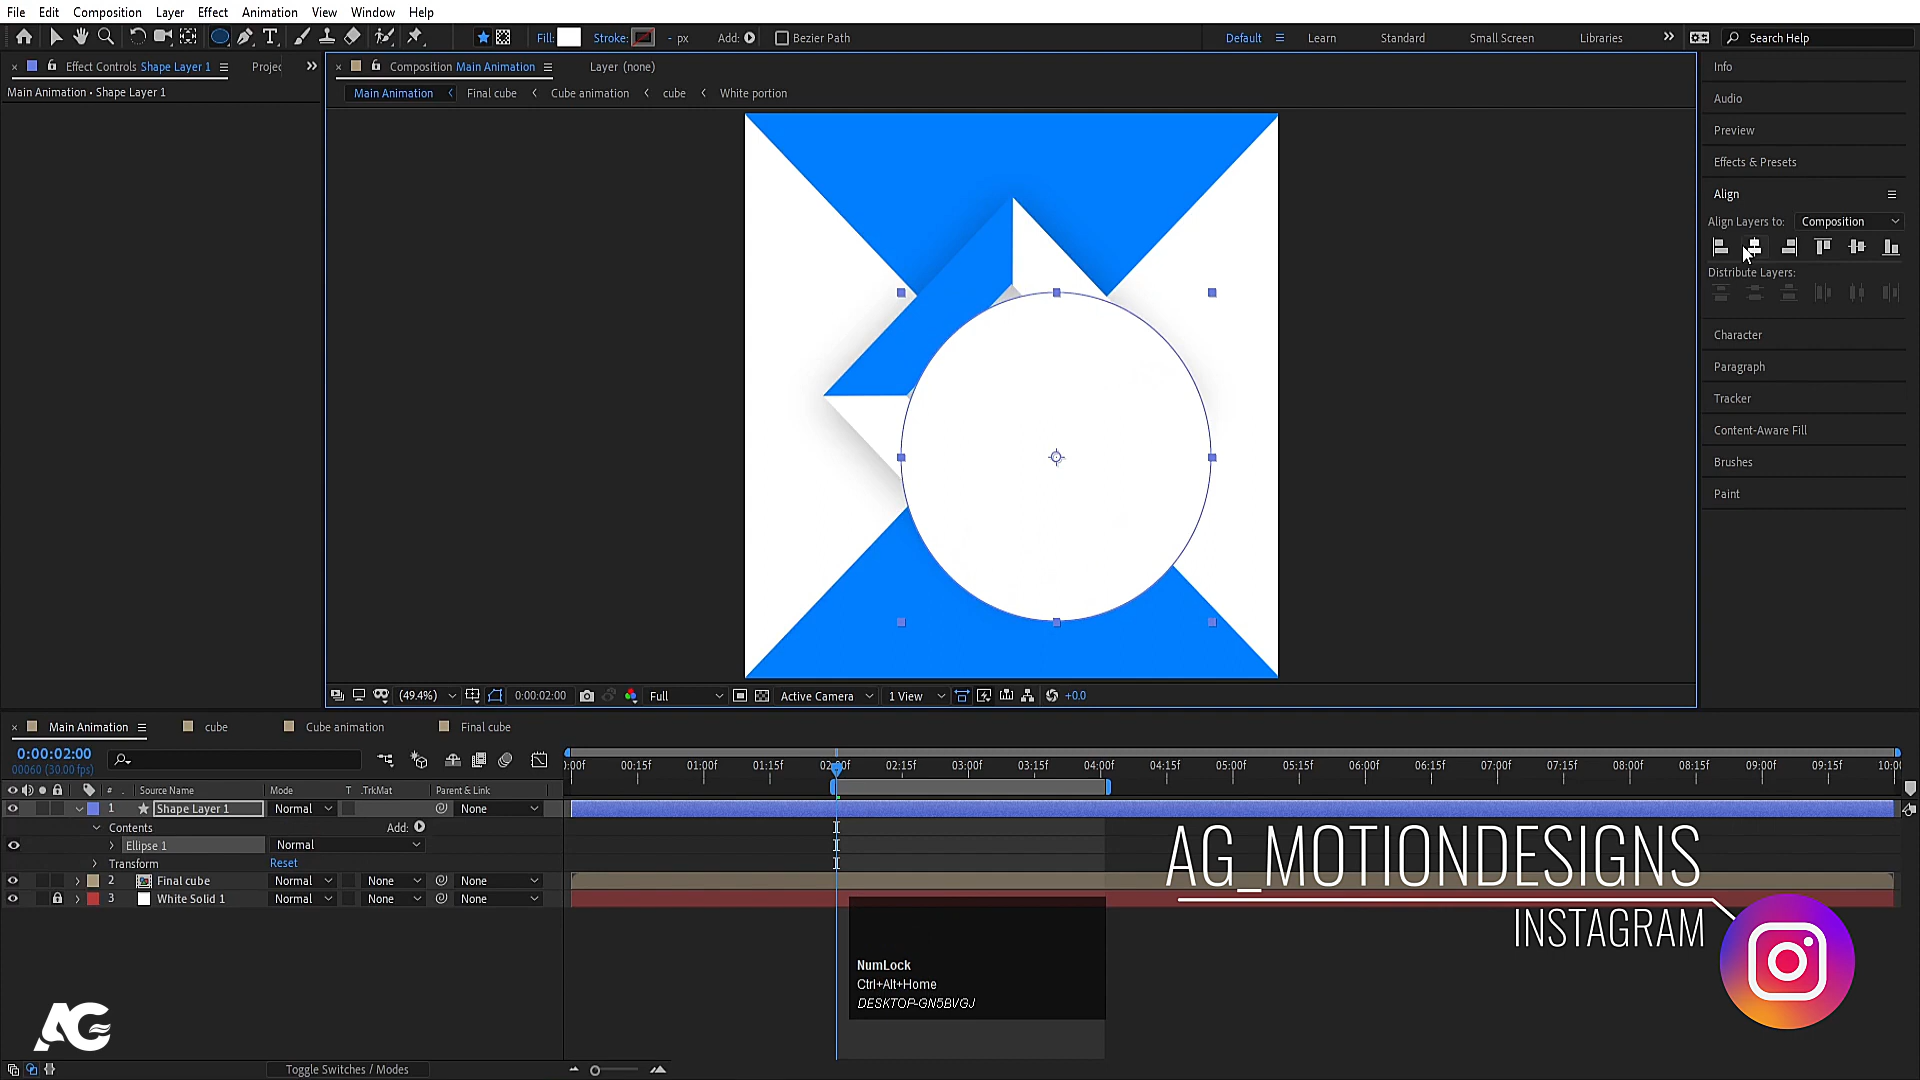 File Edit Composition Layer Effect Animation View Window Help
Fill: Stroke: - px Add: Bezier Path Default Learn Standard Small Screen Libraries Search Help
Effect Controls Shape Layer 1 Projec Composition Main Animation Layer (none) Info
Main Animation • Shape Layer 1 Main Animation Final cube Cube animation cube White portion
Audio
Preview
Effects & Presets
Align
Align Layers to: Composition
Distribute Layers:
Character
Paragraph
Tracker
Content-Aware Fill
Brushes
Paint
(49.4%) 0:00:02:00 Full Active Camera 1 View +0.0
Main Animation cube Cube animation Final cube
0:00:02:00
00060 (30.00 fps)
:00f 00:15f 01:00f 01:15f 02:00f 02:15f 03:00f 03:15f 04:00f 04:15f 05:00f 05:15f 06:00f 06:15f 07:00f 07:15f 08:00f 08:15f 09:00f 09:15f 10:00
# . Source Name Mode T .TrkMat Parent & Link
1 Shape Layer 1 Normal None
Contents Add:
Ellipse 1 Normal
Transform Reset
2 Final cube Normal None None
3 White Solid 1 Normal None None
AG_MOTIONDESIGNS
INSTAGRAM
NumLock
Ctrl+Alt+Home
DESKTOP-GN5BVGJ
AG
Toggle Switches / Modes